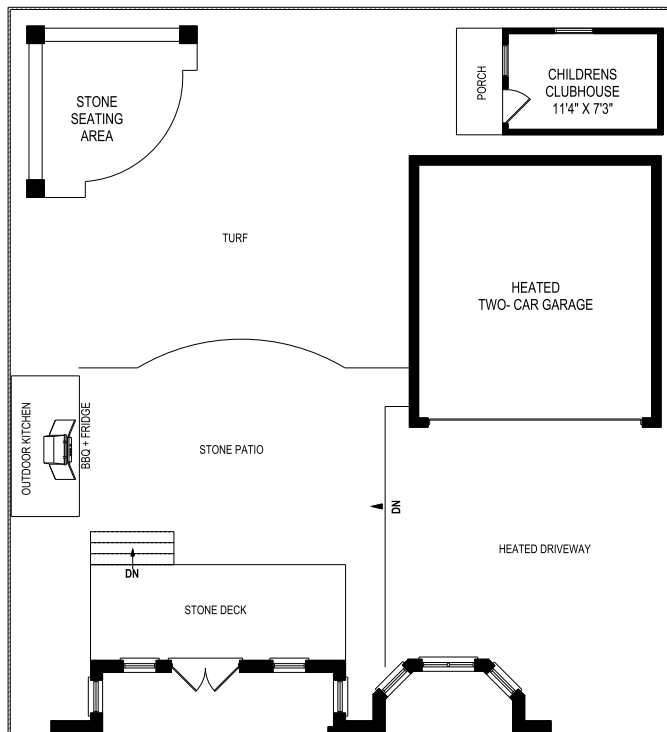 STONE
SEATING
AREA
PORCH
CHILDRENS
CLUBHOUSE
11'4" X 7'3"
TURF
HEATED
TWO- CAR GARAGE
OUTDOOR KITCHEN
BBQ + FRIDGE
STONE PATIO
DN
HEATED DRIVEWAY
DN
STONE DECK